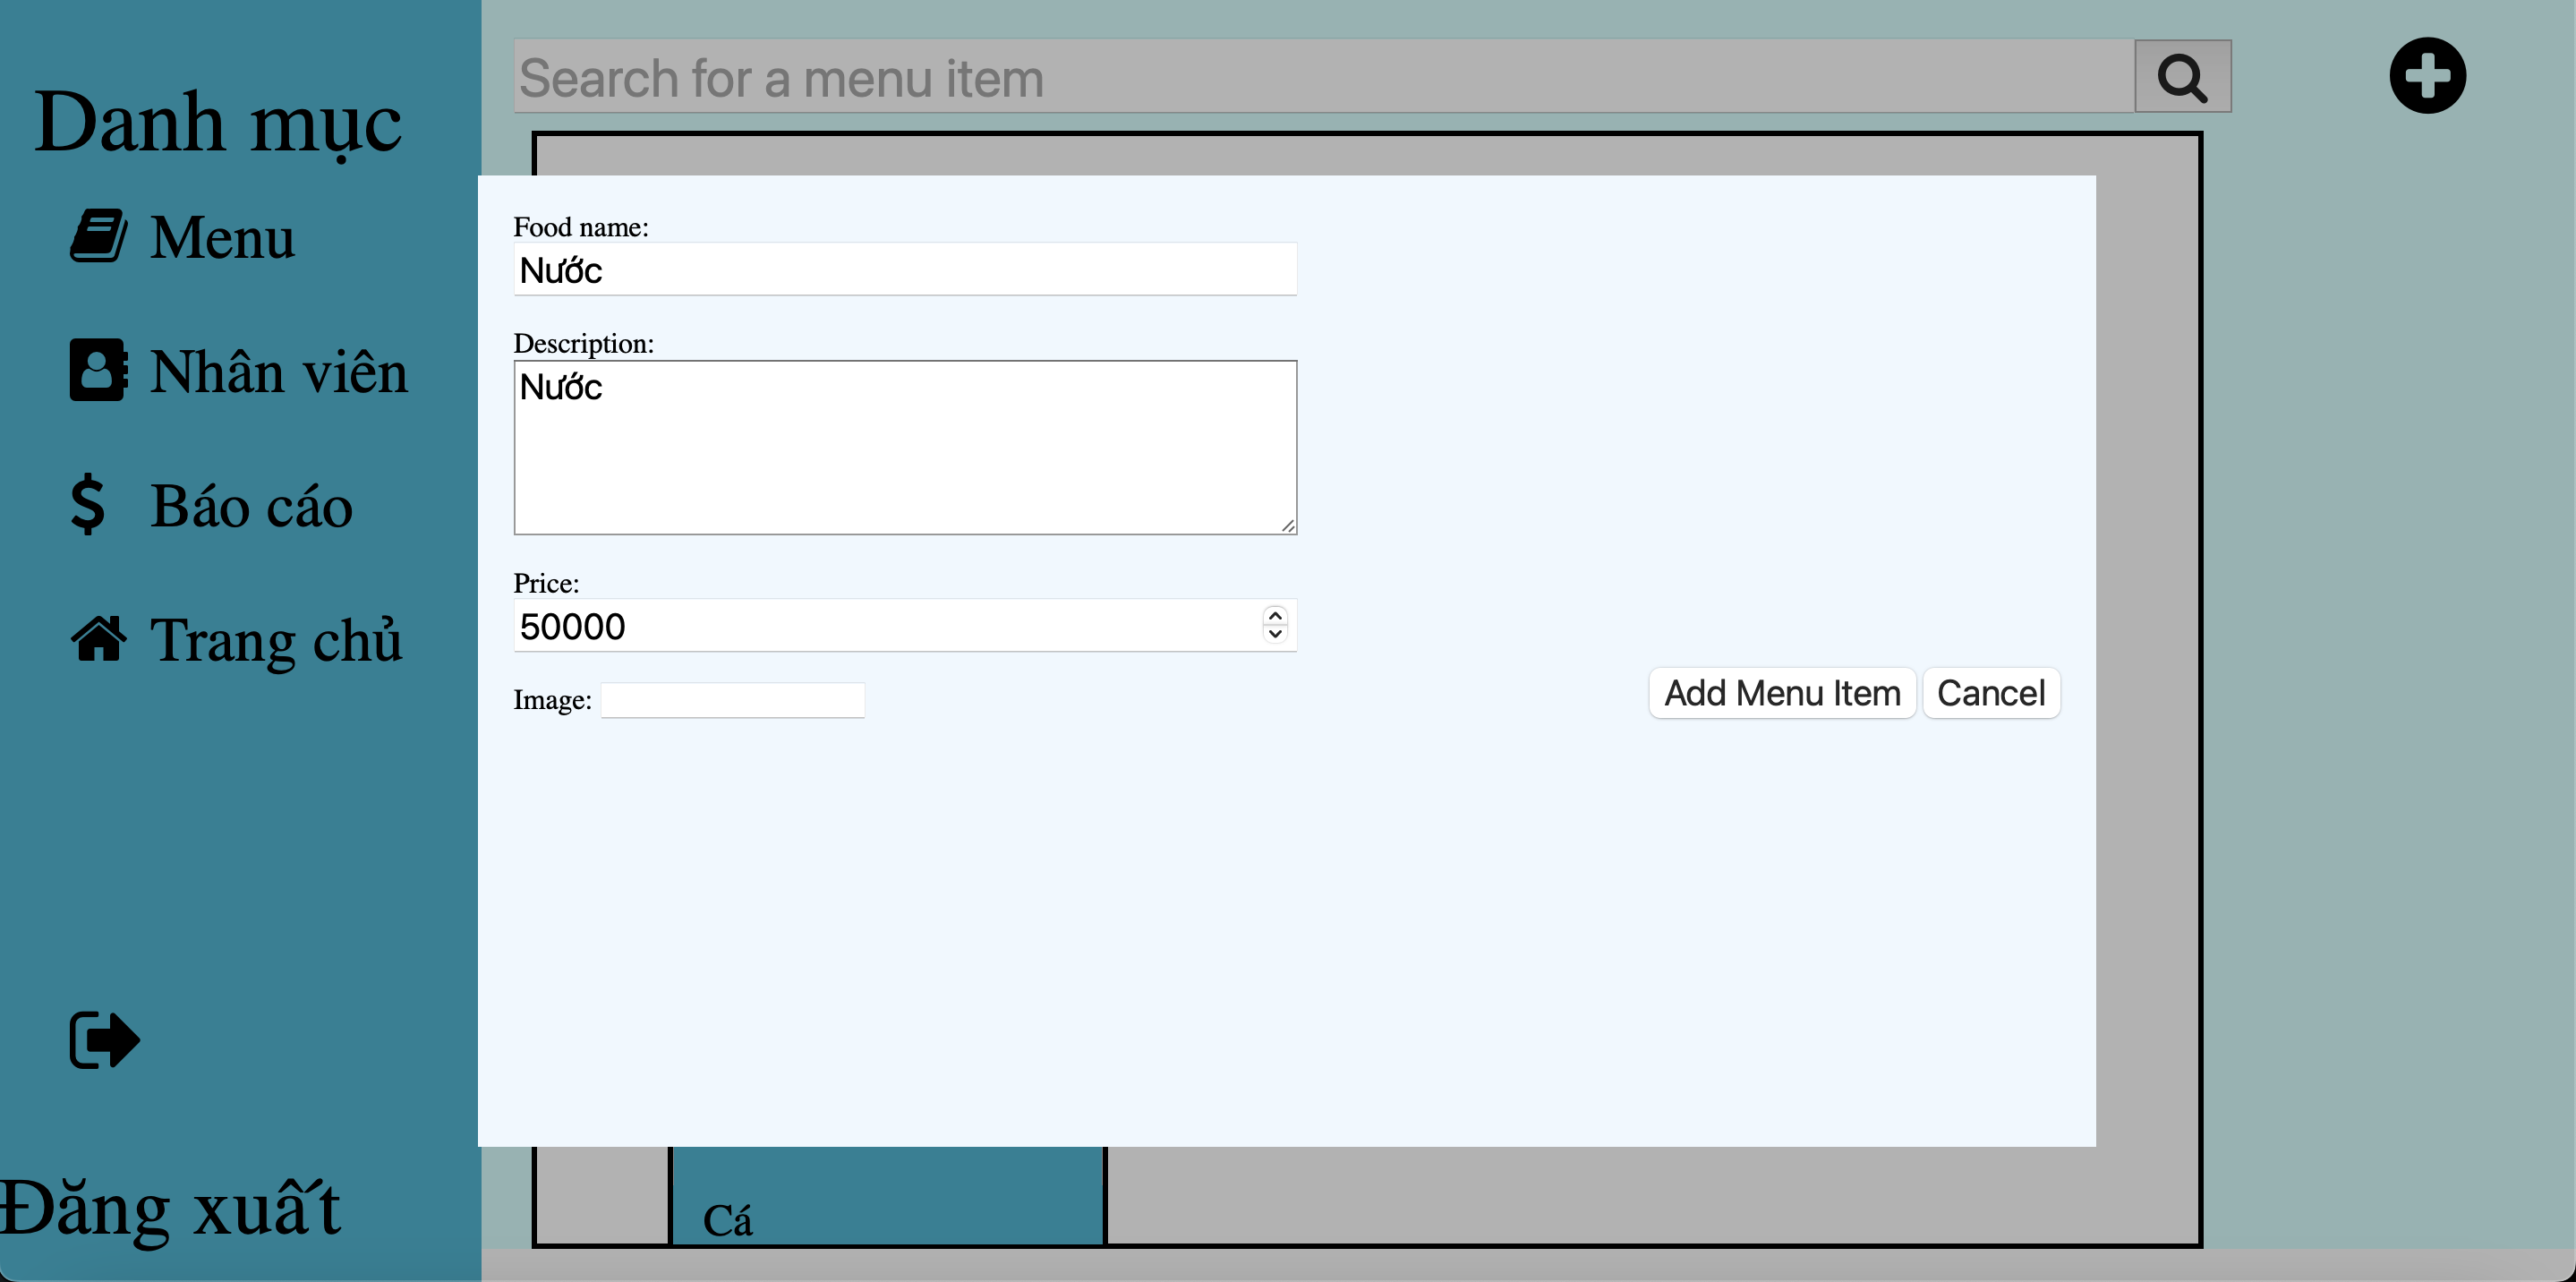 Danh mục
Menu
Nhân viên
Báo cáo
Trang chủ
Đăng xuất
Search for a menu item
Food name:
Nước
Description:
Nước
Price:
50000
Image:
Add Menu Item
Cancel
Cá